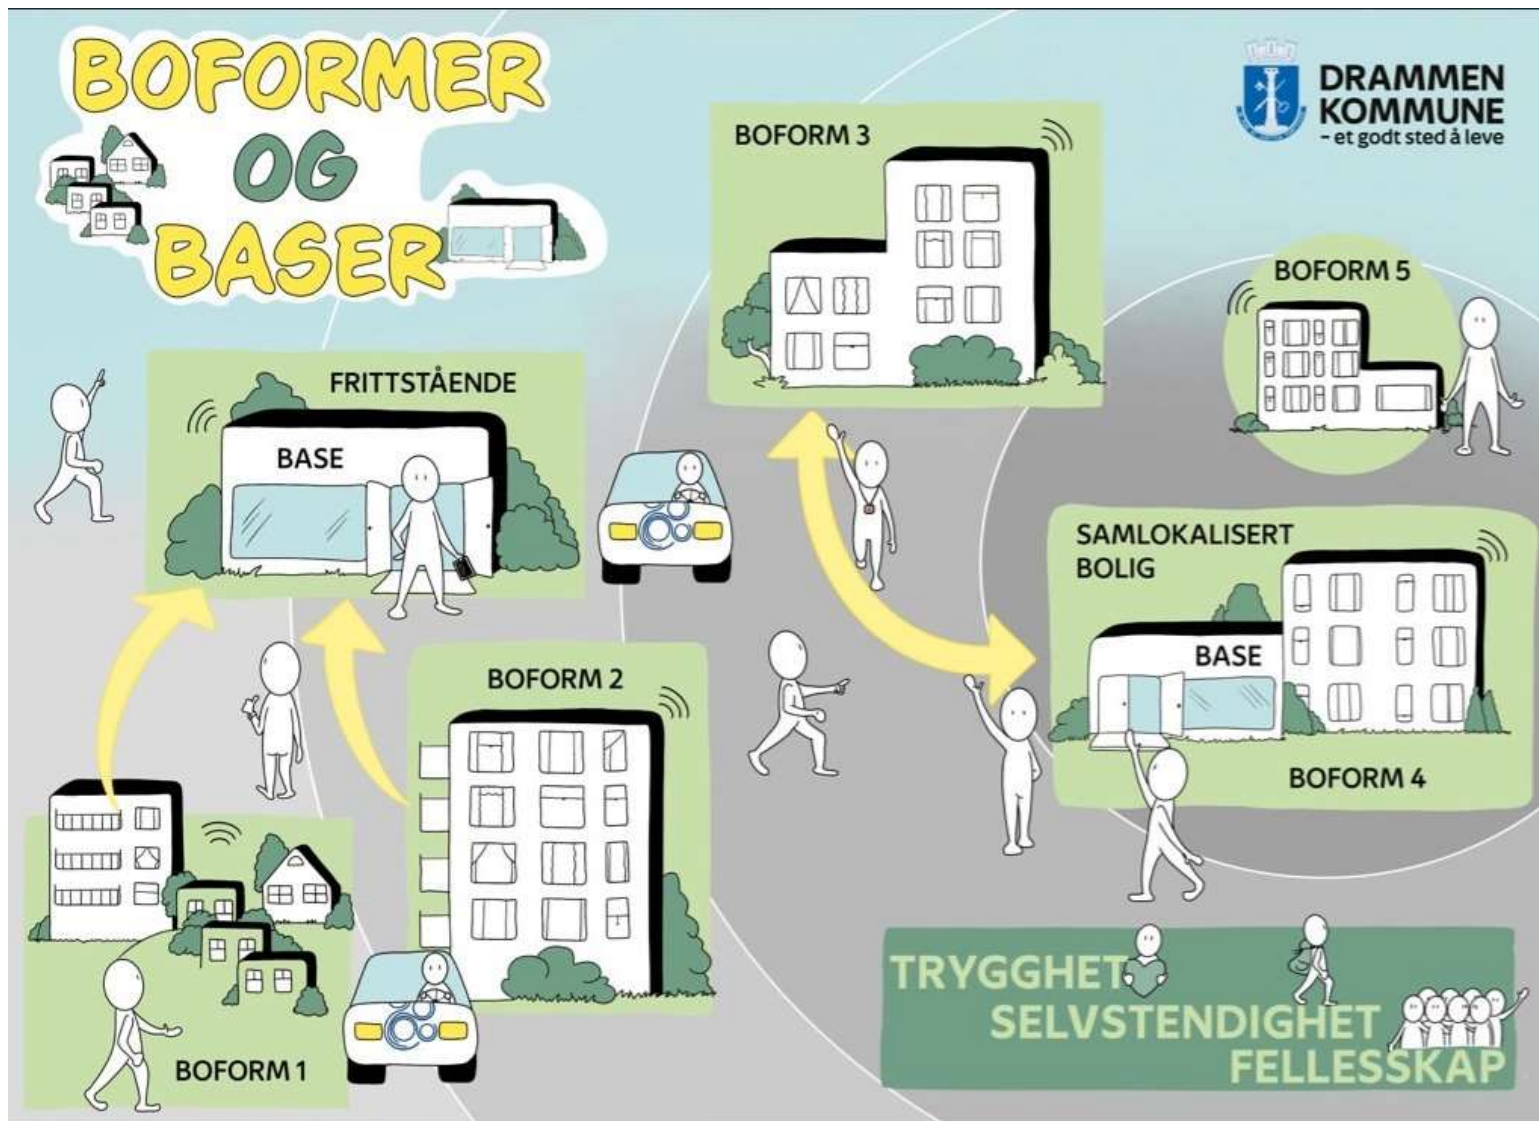 BOFORMER
OG
BASER
DRAMMEN
KOMMUNE
– et godt sted å leve
BOFORM 3
BOFORM 5
FRITTSTÅENDE
BASE
SAMLOKALISERT
BOLIG
BASE
BOFORM 4
BOFORM 2
BOFORM 1
TRYGGHET
SELVSTENDIGHET
FELLESSKAP